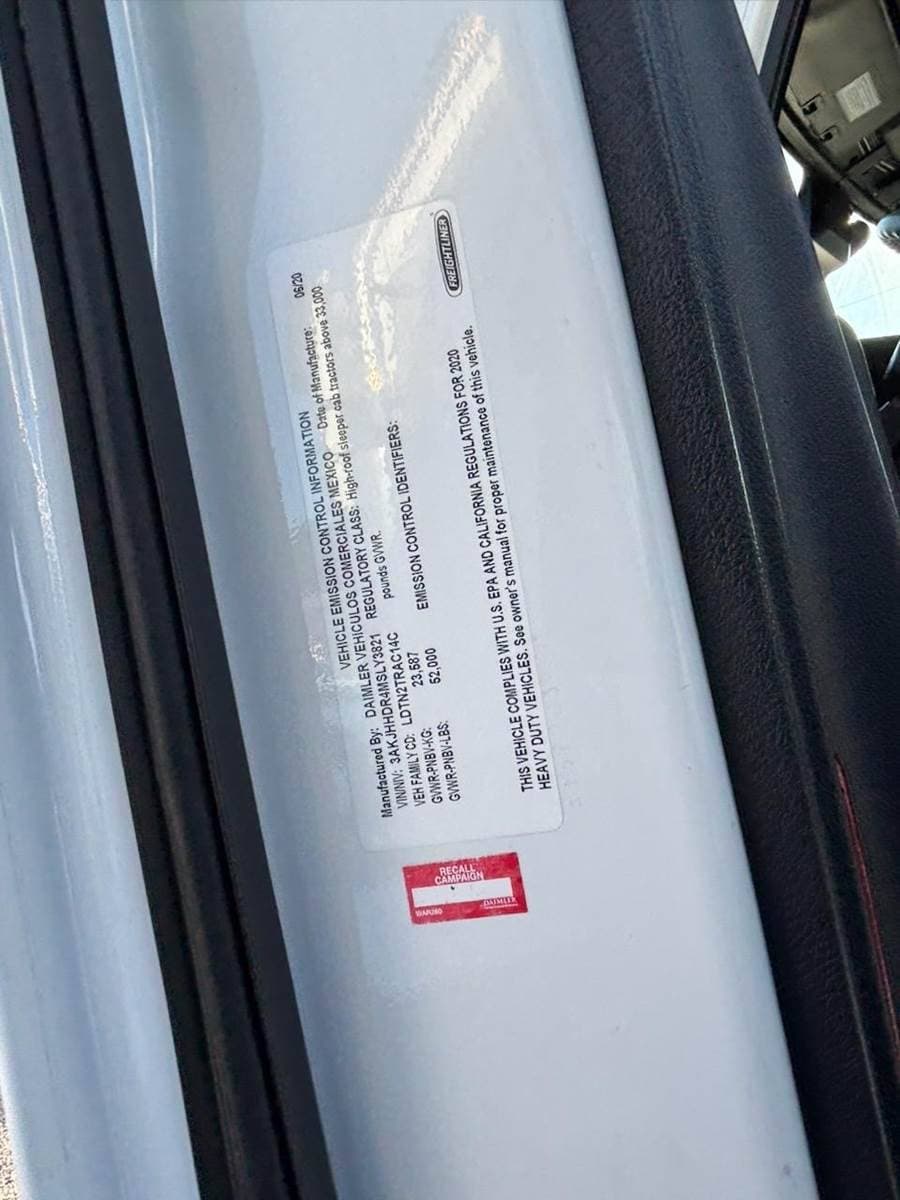 VEHICLE EMISSION CONTROL INFORMATION
Manufactured By: DAIMLER VEHICULOS COMERCIALES MEXICO Date of Manufacture: 06/20
VIN/NIV: 3AKJHHDR4MSLY3821 REGULATORY CLASS: High-roof sleeper cab tractors above 33,000
VEH FAMILY CD: LDTN2TRAC14C pounds GVWR.
GVWR-PNBV-KG: 23,587
GVWR-PNBV-LBS: 52,000 EMISSION CONTROL IDENTIFIERS:
FREIGHTLINER
THIS VEHICLE COMPLIES WITH U.S. EPA AND CALIFORNIA REGULATIONS FOR 2020
HEAVY DUTY VEHICLES. See owner's manual for proper maintenance of this vehicle.
RECALL
CAMPAIGN
DAIMLER